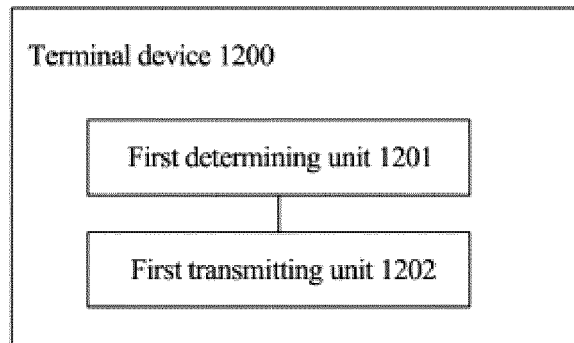 Terminal device 1200
First determining unit 1201
First transmitting unit 1202